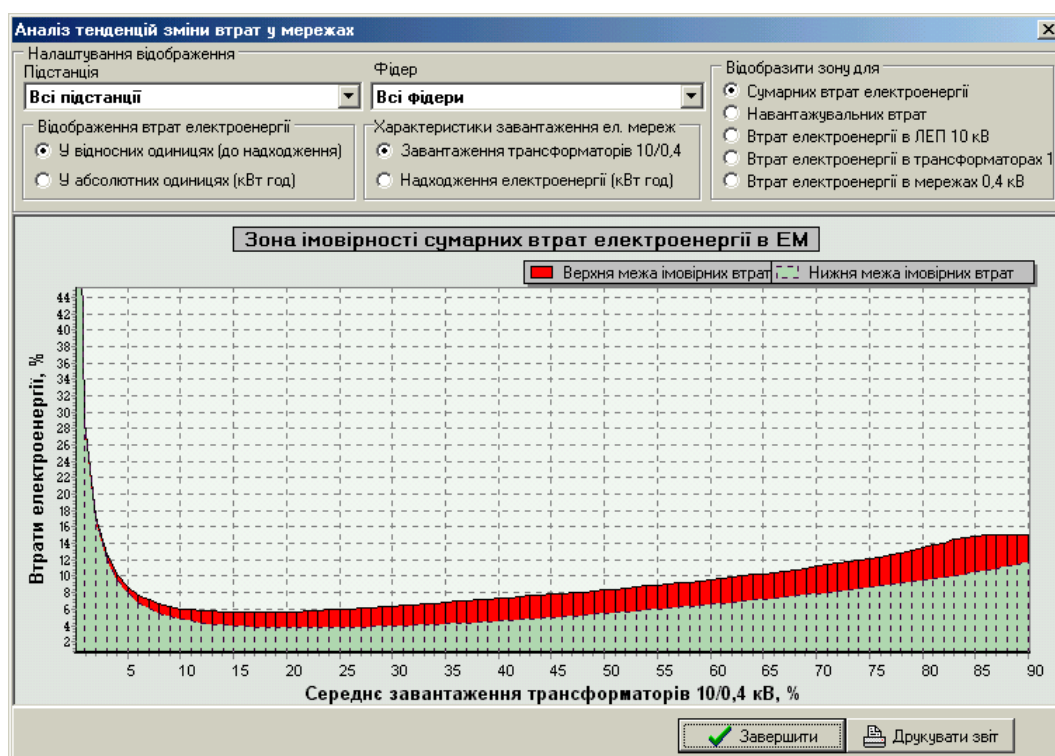 Аналіз тенденцій зміни втрат у мережах
Налаштування відображення
Підстанція
Всі підстанції
Фідер
Всі фідери
Відображення втрат електроенергії
У відносних одиницях (до надходження)
У абсолютних одиницях (кВт год)
Характеристики завантаження ел. мереж
Завантаження трансформаторів 10/0,4
Надходження електроенергії (кВт год)
Відобразити зону для
Сумарних втрат електроенергії
Навантажувальних втрат
Втрат електроенергії в ЛЕП 10 кВ
Втрат електроенергії в трансформаторах 1
Втрат електроенергії в мережах 0,4 кВ
Зона імовірності сумарних втрат електроенергії в ЕМ
Верхня межа імовірних втрат
Нижня межа імовірних втрат
Втрати електроенергії, %
44
42
40
38
36
34
32
30
28
26
24
22
20
18
16
14
12
10
8
6
4
2
5 10 15 20 25 30 35 40 45 50 55 60 65 70 75 80 85 90
Середнє завантаження трансформаторів 10/0,4 кВ, %
Завершити
Друкувати звіт